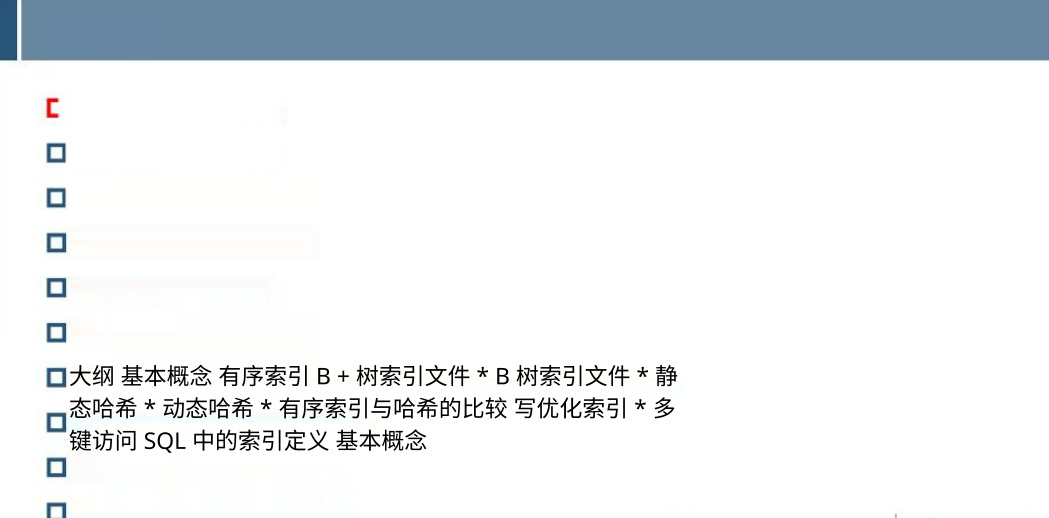 大纲 基本概念 有序索引 B + 树索引文件 * B 树索引文件 * 静
态哈希 * 动态哈希 * 有序索引与哈希的比较 写优化索引 * 多
键访问 SQL 中的索引定义 基本概念